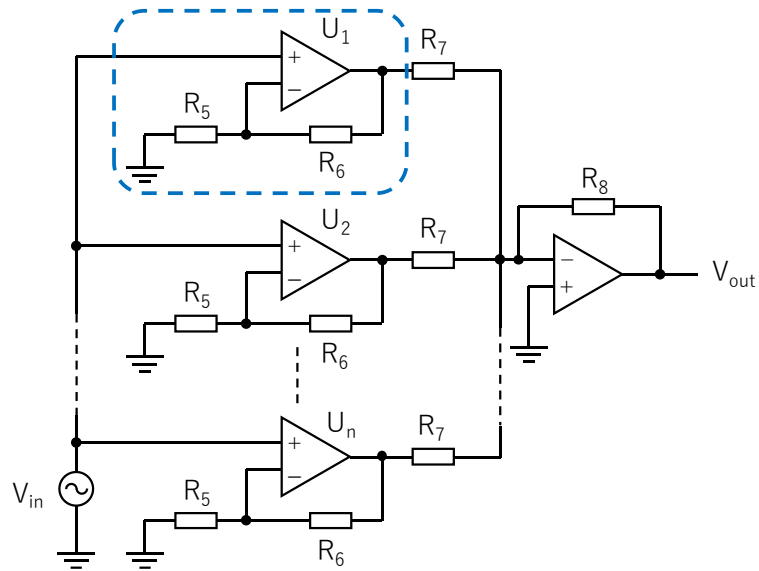 U₁
+
−
R₇
R₅
R₆
U₂
+
−
R₇
R₅
R₆
R₈
−
+
Vₒᵤₜ
Uₙ
+
−
R₇
R₅
R₆
Vᵢₙ